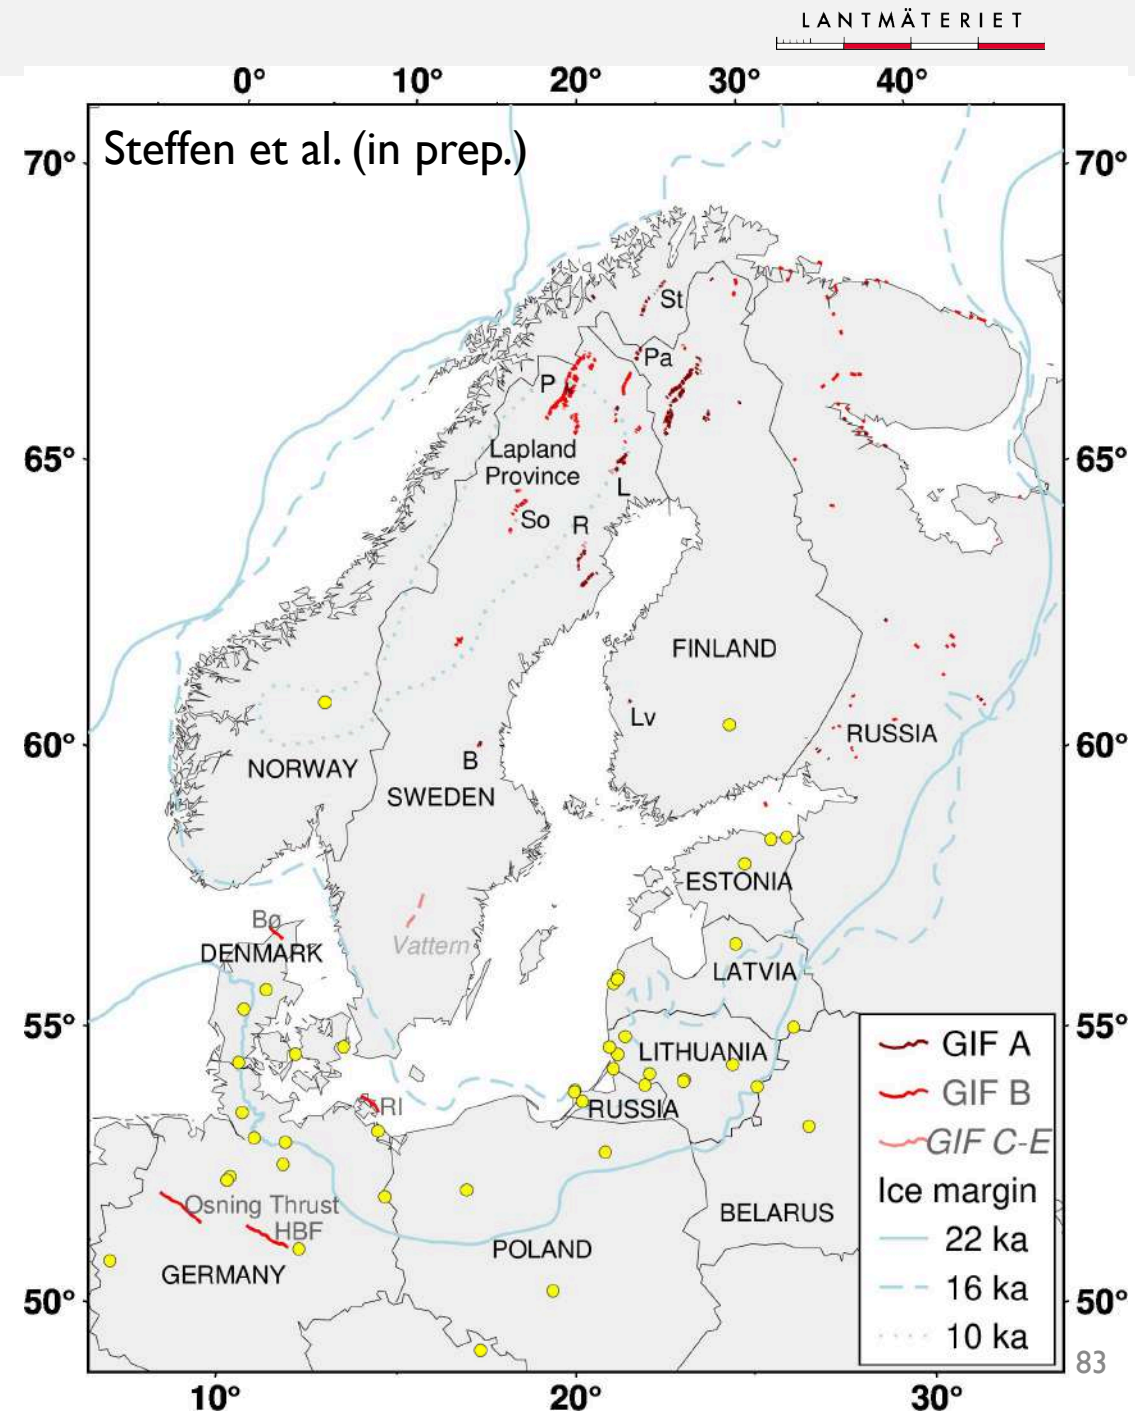 LANTMÄTERIET
0° 10° 20° 30° 40°
Steffen et al. (in prep.)
70° 70°
St
Pa
P
Lapland
Province
65° 65°
L
So
R
FINLAND
Lv
RUSSIA
60° 60°
B
NORWAY
SWEDEN
ESTONIA
Bø
Vattern
DENMARK
LATVIA
55° 55°
LITHUANIA
RI
RUSSIA
Osning Thrust
HBF
BELARUS
POLAND
GERMANY
50° 50°
GIF A
GIF B
GIF C-E
Ice margin
22 ka
16 ka
10 ka
83
10° 20° 30°